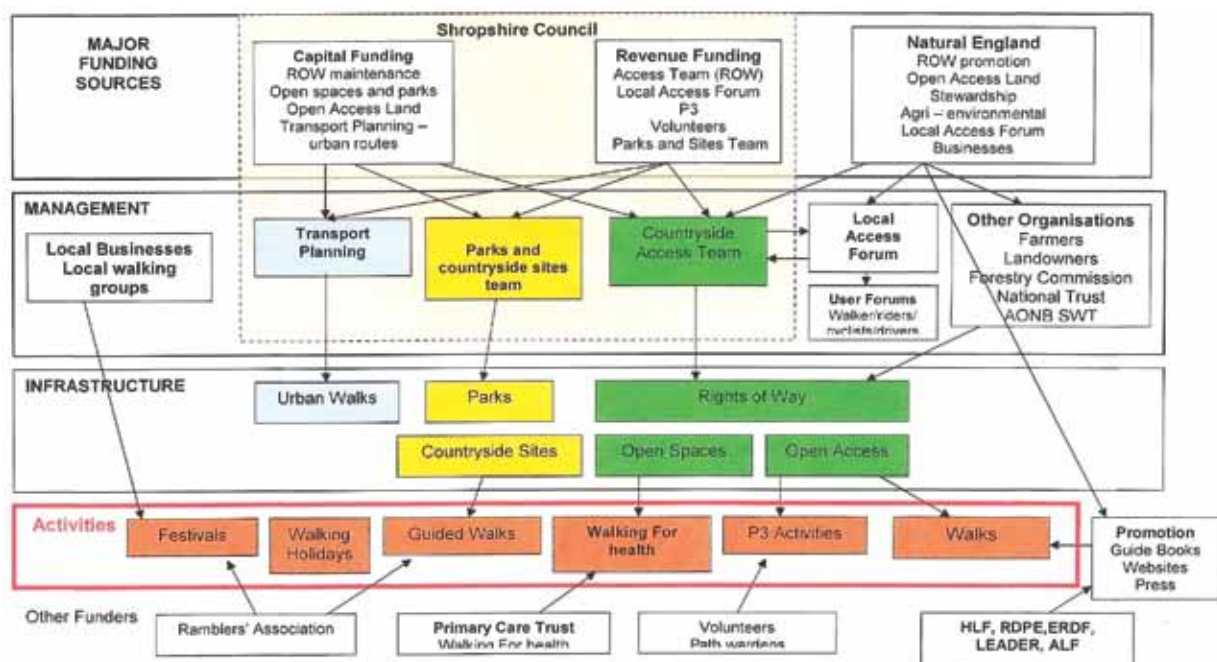 Shropshire Council
MAJOR
FUNDING
SOURCES
Capital Funding
ROW maintenance
Open spaces and parks
Open Access Land
Transport Planning –
urban routes
Revenue Funding
Access Team (ROW)
Local Access Forum
P3
Volunteers
Parks and Sites Team
Natural England
ROW promotion
Open Access Land
Stewardship
Agri – environmental
Local Access Forum
Businesses
MANAGEMENT
Local Businesses
Local walking
groups
Transport
Planning
Parks and
countryside sites
team
Countryside
Access Team
Local
Access
Forum
User Forums
Walker/riders/
cyclists/drivers
Other Organisations
Farmers
Landowners
Forestry Commission
National Trust
AONB SWT
INFRASTRUCTURE
Urban Walks
Parks
Rights of Way
Countryside Sites
Open Spaces
Open Access
Activities
Festivals
Walking
Holidays
Guided Walks
Walking For
health
P3 Activities
Walks
Promotion
Guide Books
Websites
Press
Other Funders
Ramblers' Association
Primary Care Trust
Walking For health
Volunteers
Path wardens
HLF, RDPE,ERDF,
LEADER, ALF